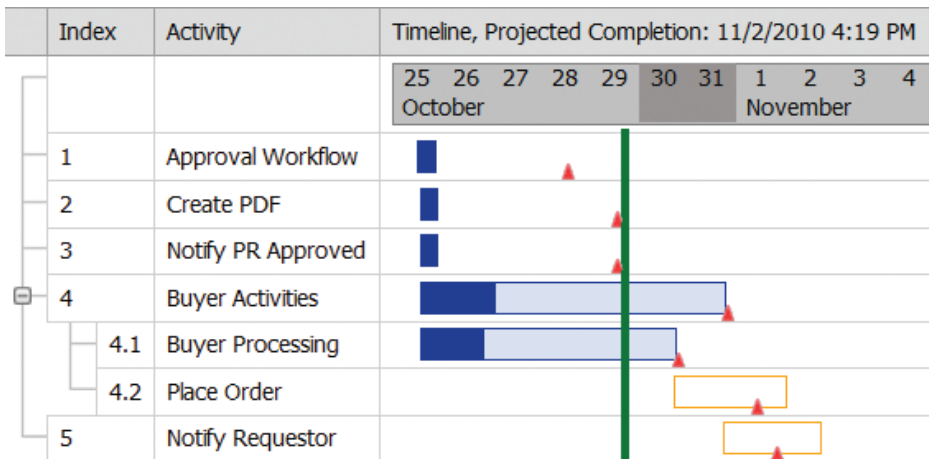 Index Activity Timeline, Projected Completion: 11/2/2010 4:19 PM
25 26 27 28 29 30 31 1 2 3 4
October November
1 Approval Workflow
2 Create PDF
3 Notify PR Approved
4 Buyer Activities
4.1 Buyer Processing
4.2 Place Order
5 Notify Requestor